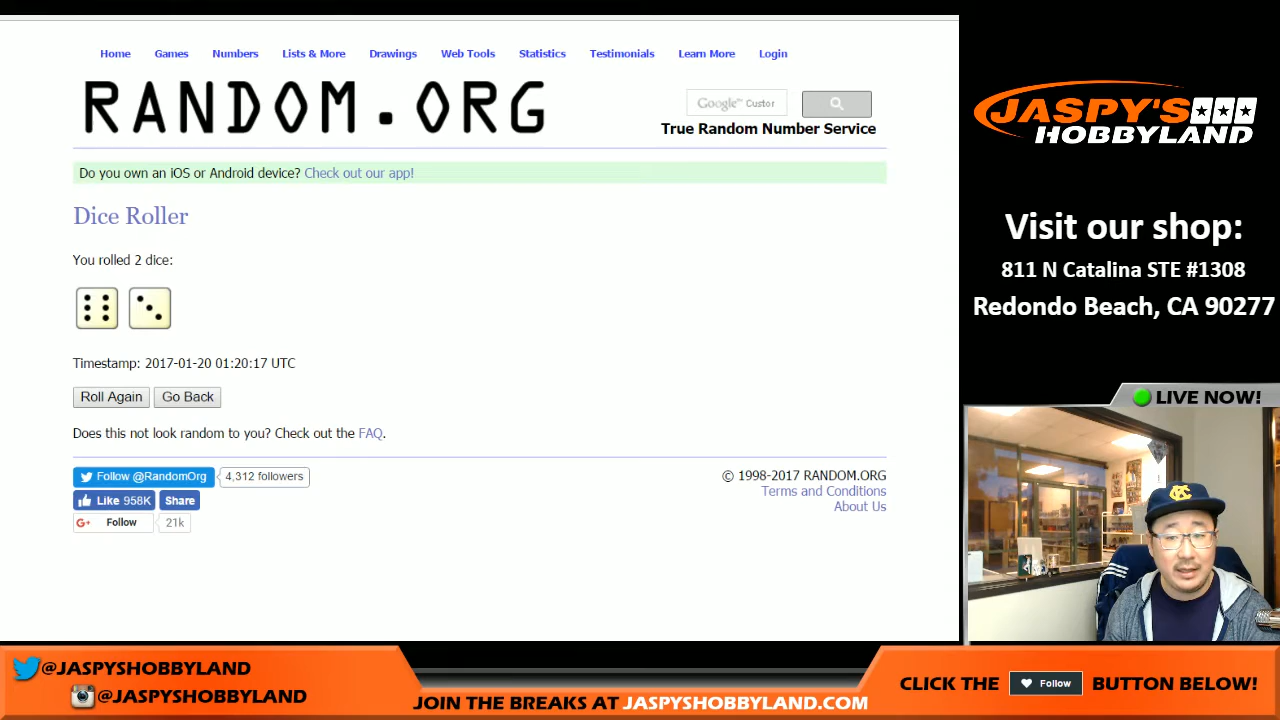 Home Games Numbers Lists & More Drawings Web Tools Statistics Testimonials Learn More Login
RANDOM.ORG
Google™ Custor
True Random Number Service
Do you own an iOS or Android device? Check out our app!
Dice Roller
You rolled 2 dice:
Timestamp: 2017-01-20 01:20:17 UTC
Roll Again Go Back
Does this not look random to you? Check out the FAQ.
Follow @RandomOrg 4,312 followers
Like 958K Share
G+ Follow 21k
© 1998-2017 RANDOM.ORG
Terms and Conditions
About Us
JASPY'S
HOBBYLAND
Visit our shop:
811 N Catalina STE #1308
Redondo Beach, CA 90277
LIVE NOW!
@JASPYSHOBBYLAND
@JASPYSHOBBYLAND
JOIN THE BREAKS AT JASPYSHOBBYLAND.COM
CLICK THE Follow BUTTON BELOW!